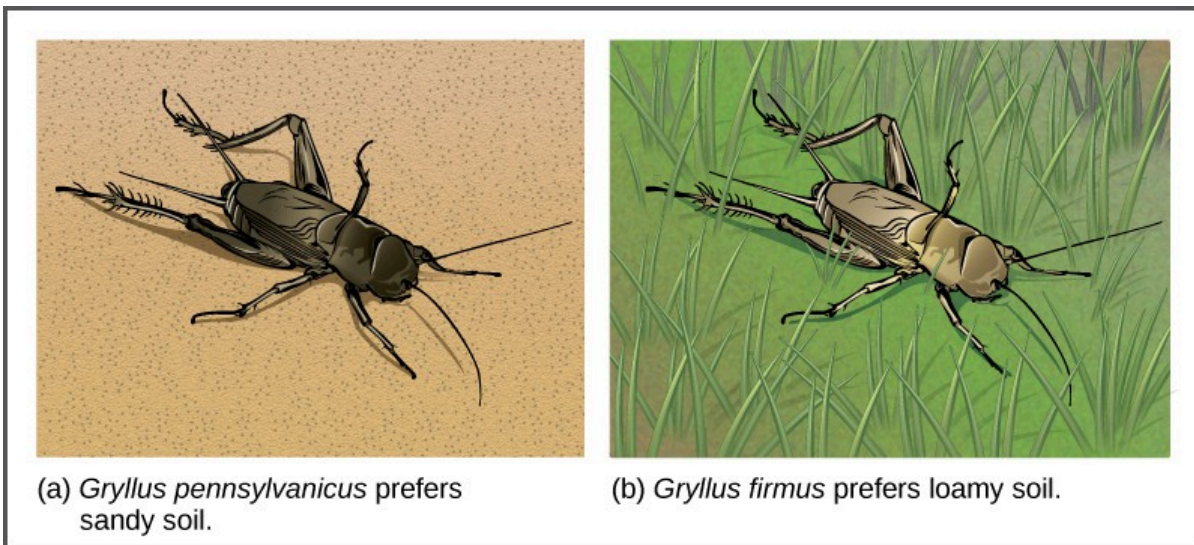 (a) Gryllus pennsylvanicus prefers
sandy soil.
(b) Gryllus firmus prefers loamy soil.